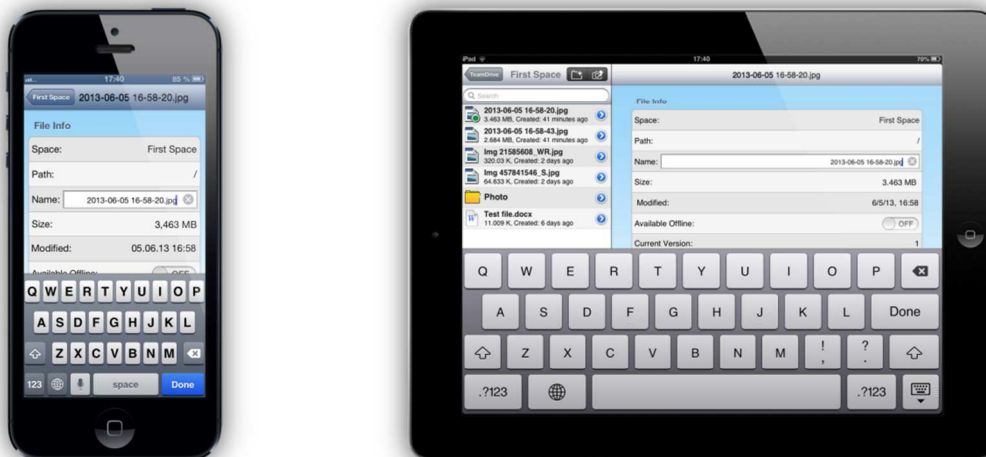 17:40
85 %
First Space
2013-06-05 16-58-20.jpg
File Info
Space: First Space
Path: /
Name: 2013-06-05 16-58-20.jpg
Size: 3,463 MB
Modified: 05.06.13 16:58
Available Offline: OFF
Q W E R T Y U I O P
A S D F G H J K L
Z X C V B N M
123 space Done
iPad 17:40 78%
TeamDrive First Space 2013-06-05 16-58-20.jpg
Search
2013-06-05 16-58-20.jpg
3.463 MB, Created: 41 minutes ago
2013-06-05 16-58-43.jpg
2.684 MB, Created: 41 minutes ago
Img 21585608_WR.jpg
320.03 K, Created: 2 days ago
Img 457841546_S.jpg
64.633 K, Created: 2 days ago
Photo
Test file.docx
11.009 K, Created: 6 days ago
File Info
Space: First Space
Path: /
Name: 2013-06-05 16-58-20.jpg
Size: 3.463 MB
Modified: 6/5/13, 16:58
Available Offline: OFF
Current Version: 1
Q W E R T Y U I O P
A S D F G H J K L Done
Z X C V B N M ! , ? .
.?123 .?123